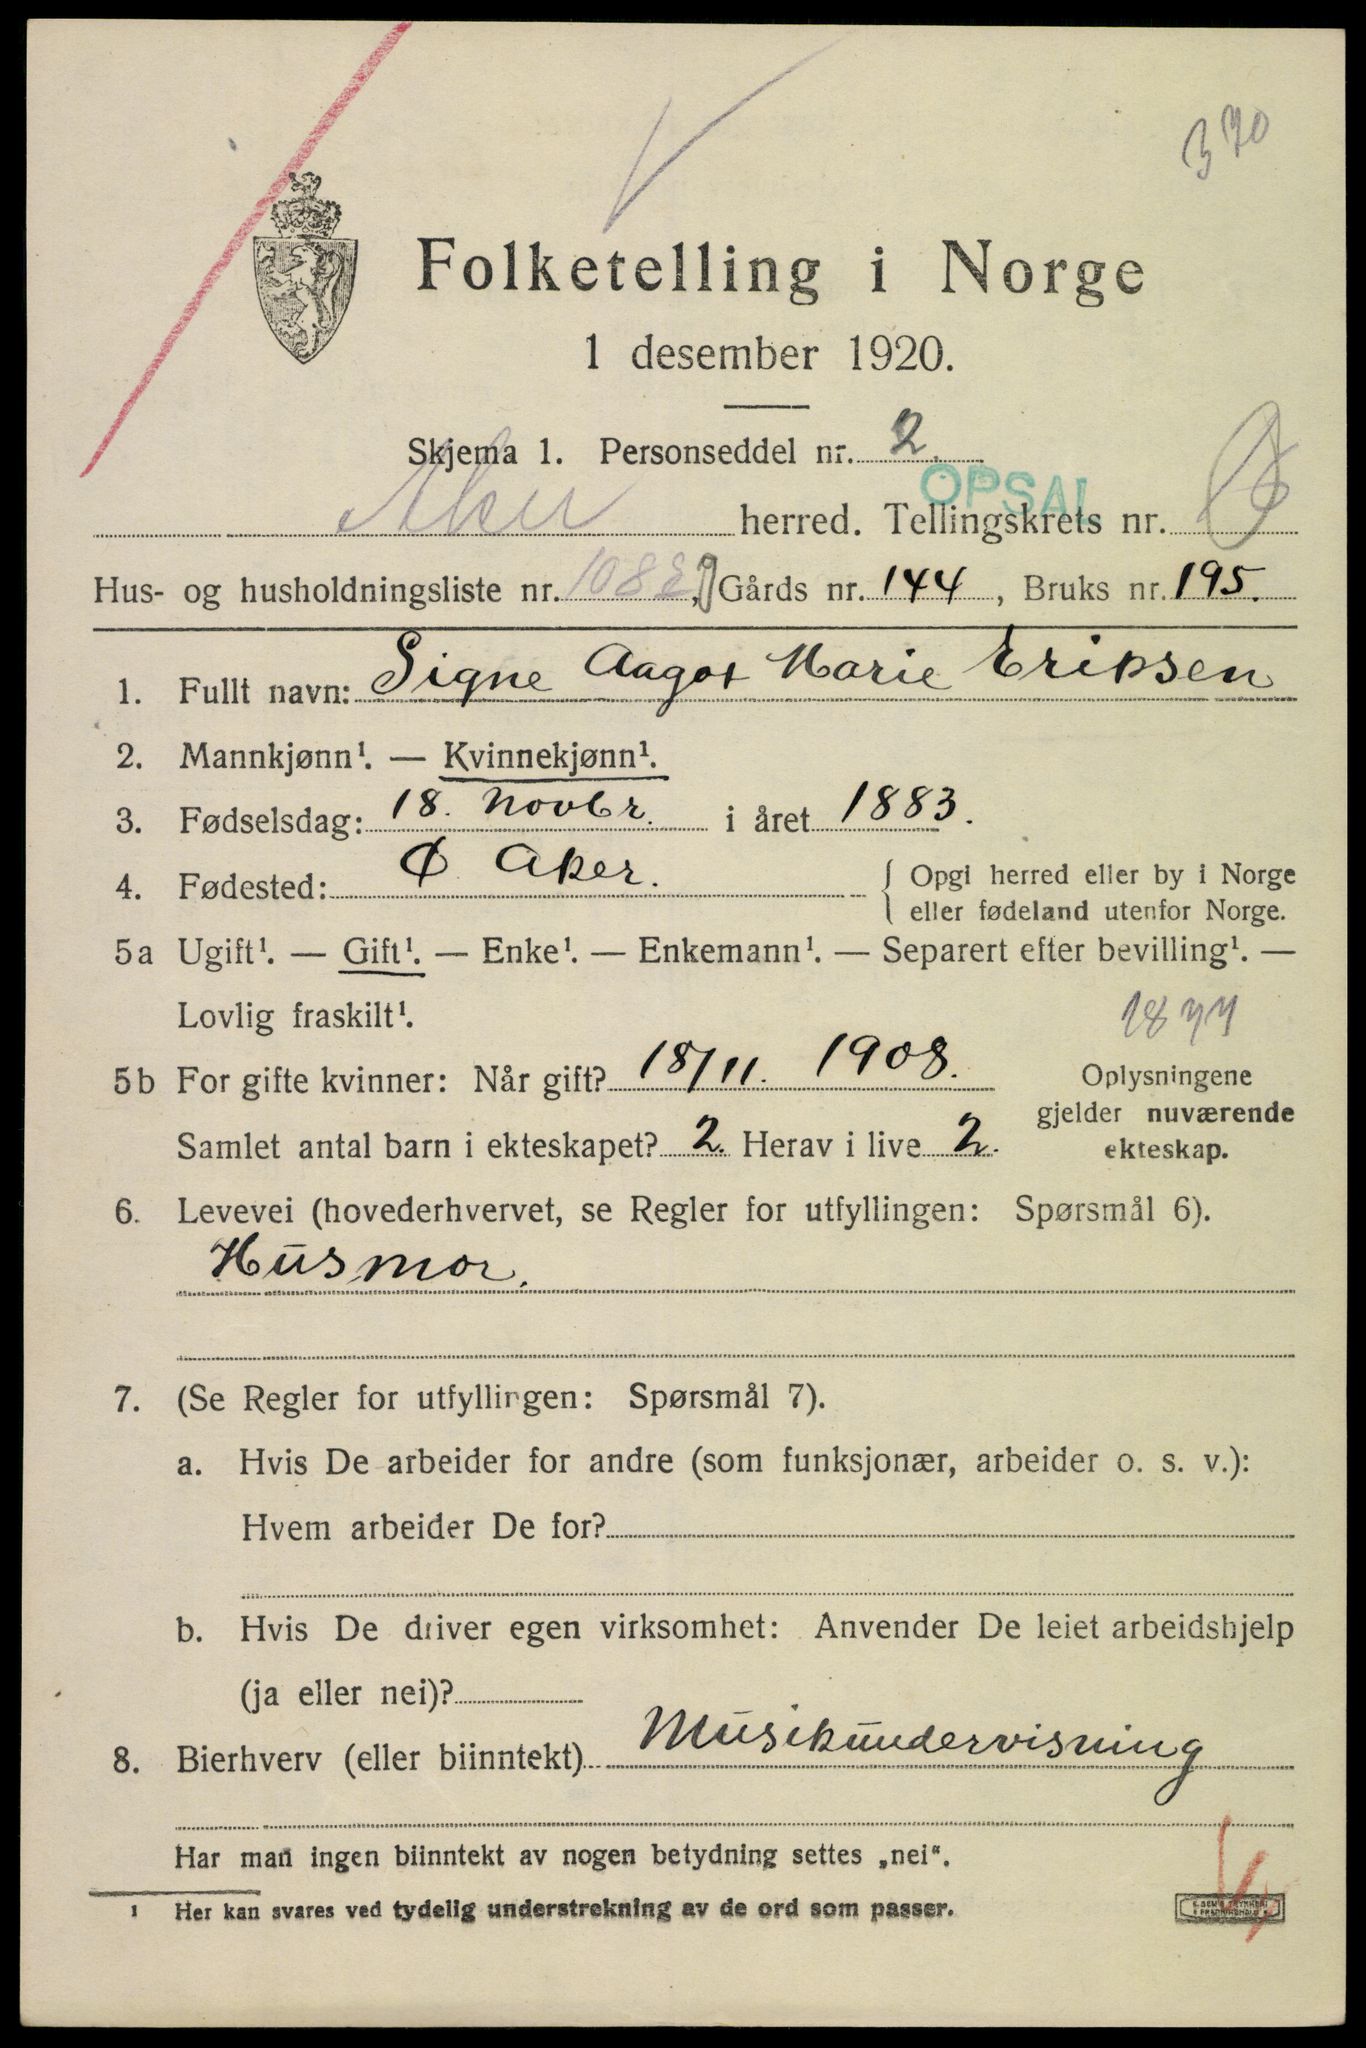 370
Folketelling i Norge
1 desember 1920.
Skjema 1. Personseddel nr. 2.
OPSAL
Aker herred. Tellingskrets nr. Ø
Hus- og husholdningsliste nr. 108, Gårds nr. 144, Bruks nr. 195.
1. Fullt navn: Signe Aagot Marie Eriksen
2. Mannkjønn¹. — Kvinnekjønn¹.
3. Fødselsdag: 18. Novbr. i året 1883.
4. Fødested: Ø Aker. { Opgi herred eller by i Norge
eller fødeland utenfor Norge.
5a Ugift¹. — Gift¹. — Enke¹. — Enkemann¹. — Separert efter bevilling¹. —
Lovlig fraskilt¹.
5b For gifte kvinner: Når gift? 18/11. 1908. Oplysningene
gjelder nuværende
Samlet antal barn i ekteskapet? 2. Herav i live 2. ekteskap.
6. Levevei (hovederhvervet, se Regler for utfyllingen: Spørsmål 6).
Husmor.
7. (Se Regler for utfyllingen: Spørsmål 7).
a. Hvis De arbeider for andre (som funksjonær, arbeider o. s. v.):
Hvem arbeider De for?
b. Hvis De driver egen virksomhet: Anvender De leiet arbeidshjelp
(ja eller nei)?
8. Bierhverv (eller biinntekt) Musikundervisning
Har man ingen biinntekt av nogen betydning settes „nei".
1 Her kan svares ved tydelig understrekning av de ord som passer.